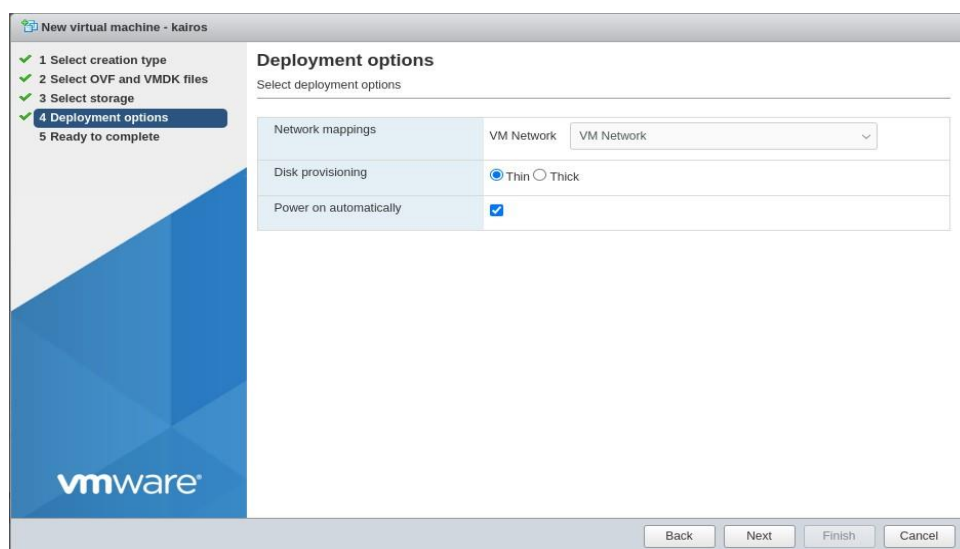 New virtual machine - kairos
1 Select creation type
2 Select OVF and VMDK files
3 Select storage
4 Deployment options
5 Ready to complete
Deployment options
Select deployment options
Network mappings
VM Network VM Network
Disk provisioning
Thin Thick
Power on automatically
vmware®
Back Next Finish Cancel